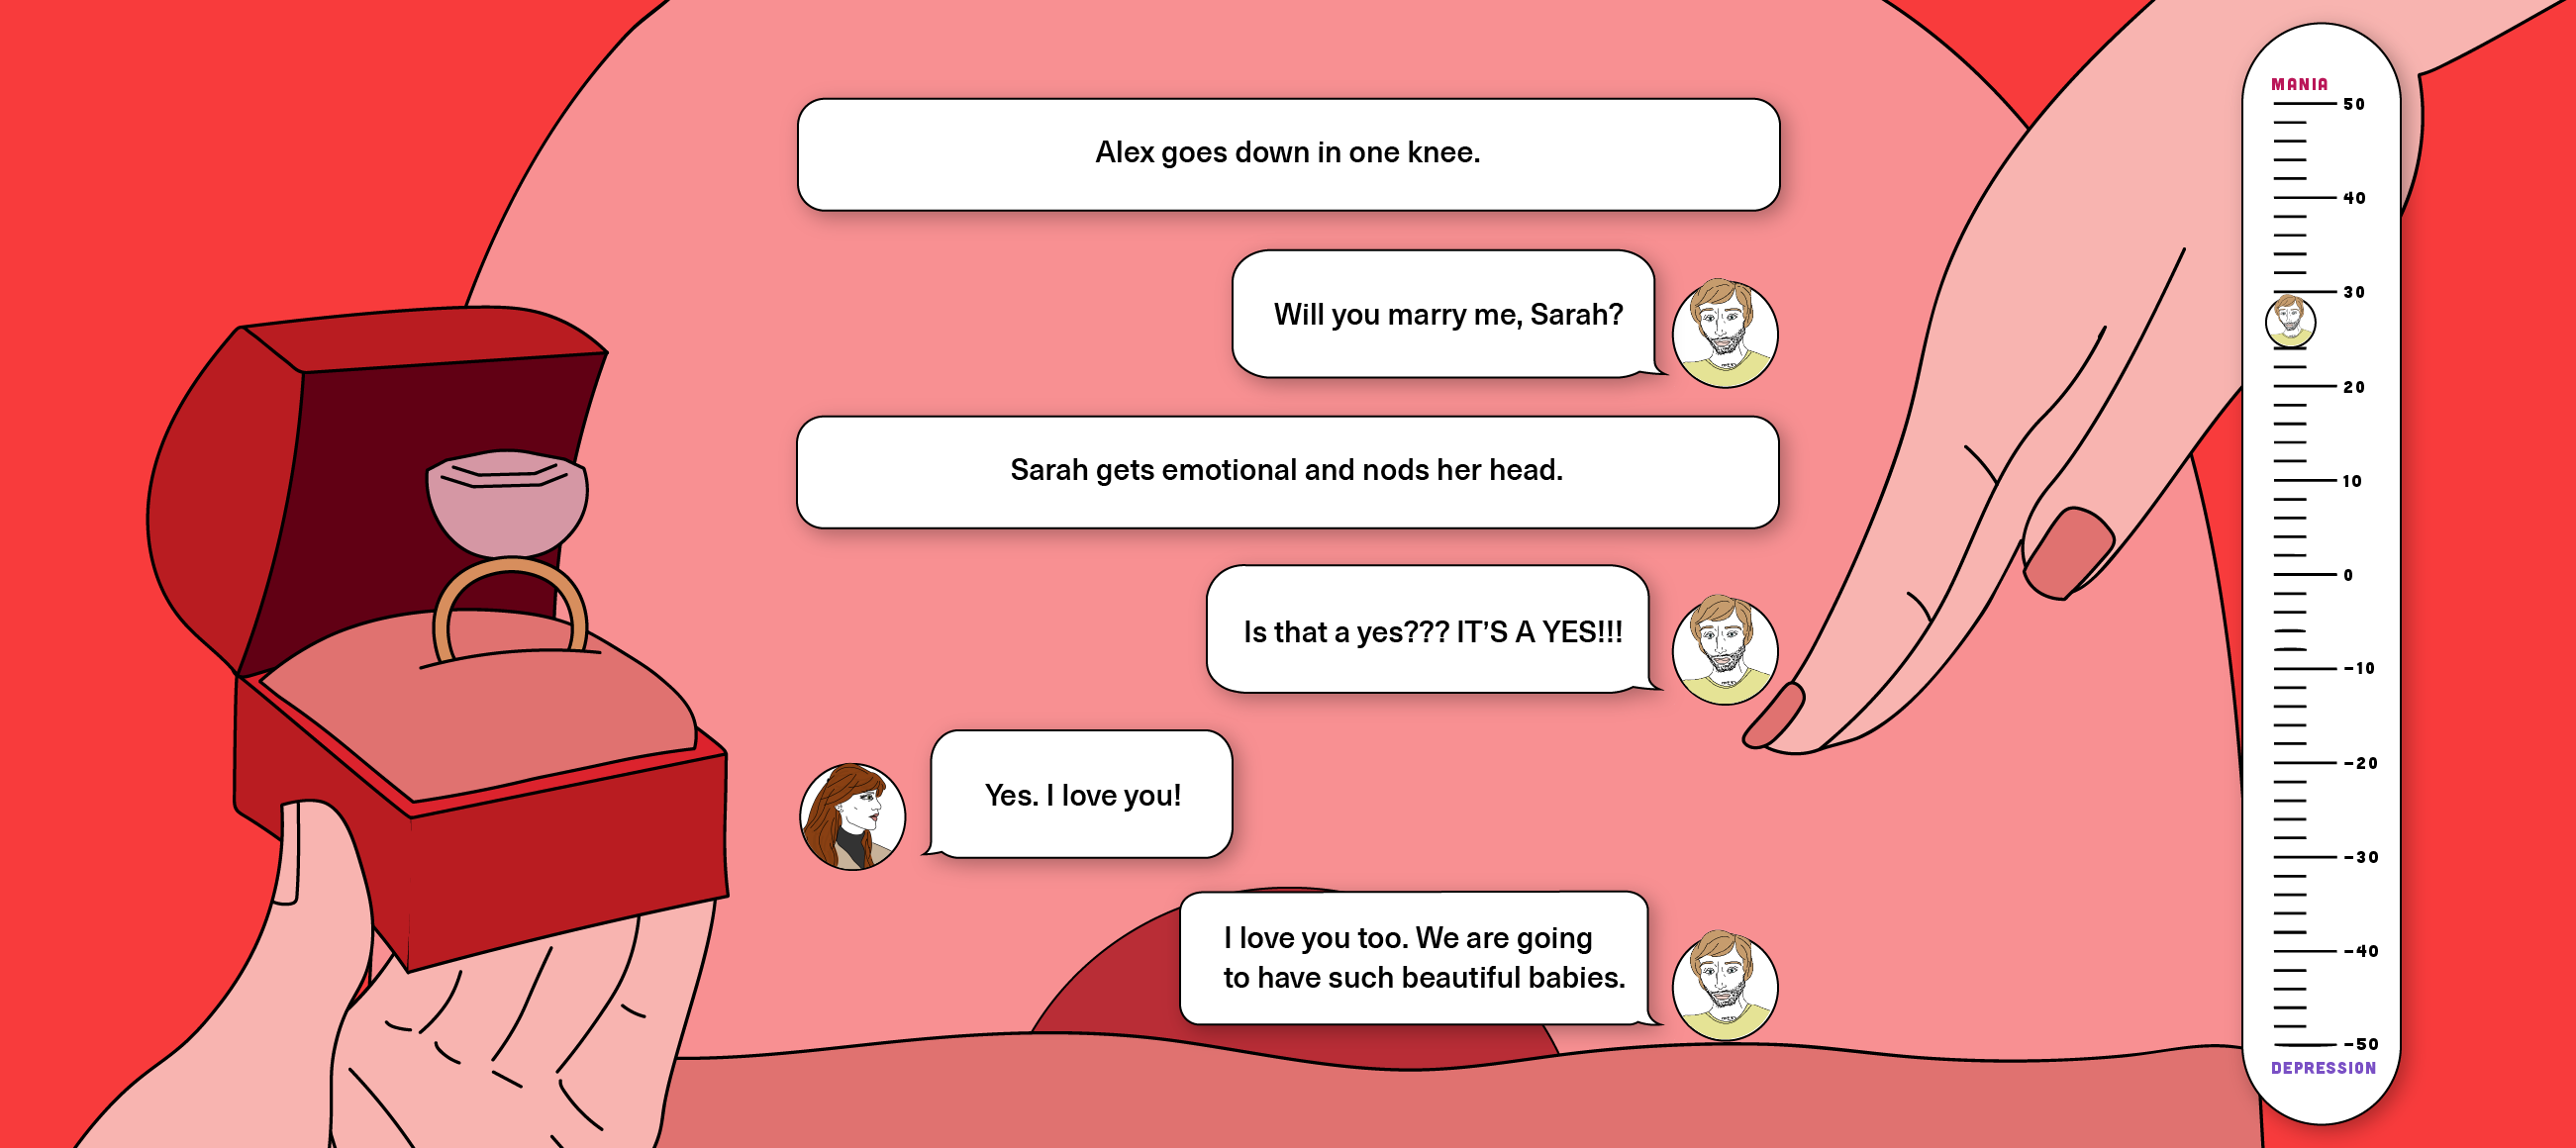 Alex goes down in one knee.
Will you marry me, Sarah?
Sarah gets emotional and nods her head.
Is that a yes??? IT’S A YES!!!
Yes. I love you!
I love you too. We are going
to have such beautiful babies.
MANIA
50
40
30
20
10
0
-10
-20
-30
-40
-50
DEPRESSION